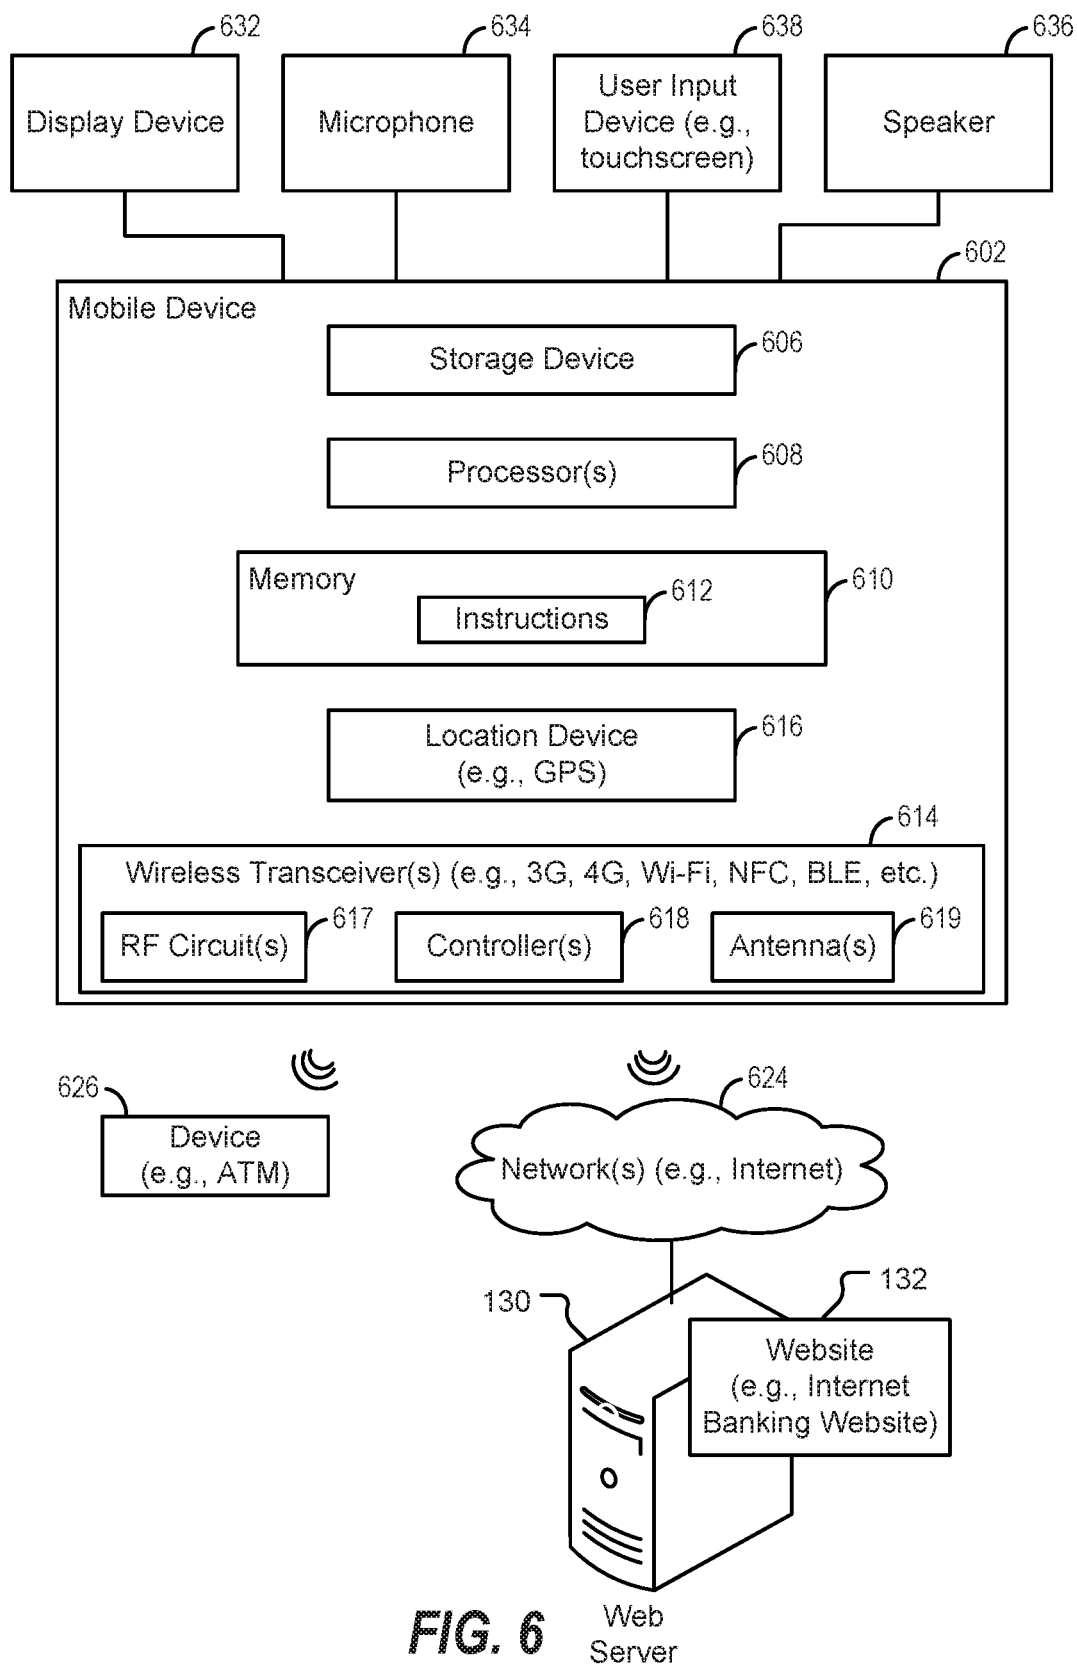 632
634
638
636
Display Device
Microphone
User Input
Device (e.g.,
touchscreen)
Speaker
602
Mobile Device
606
Storage Device
608
Processor(s)
610
Memory
612
Instructions
616
Location Device
(e.g., GPS)
614
Wireless Transceiver(s) (e.g., 3G, 4G, Wi-Fi, NFC, BLE, etc.)
617
618
619
RF Circuit(s)
Controller(s)
Antenna(s)
626
624
Device
(e.g., ATM)
Network(s) (e.g., Internet)
130
132
Website
(e.g., Internet
Banking Website)
Web
Server
FIG. 6